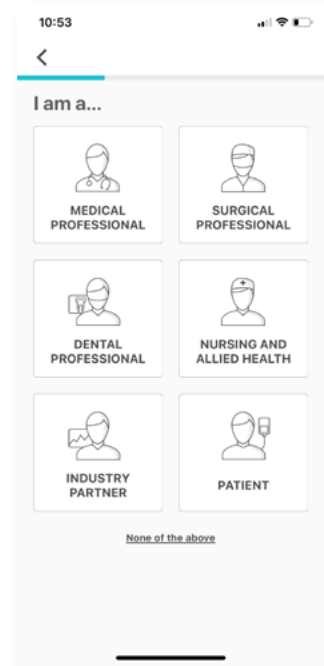 10:53
I am a...
MEDICAL
PROFESSIONAL
SURGICAL
PROFESSIONAL
DENTAL
PROFESSIONAL
NURSING AND
ALLIED HEALTH
INDUSTRY
PARTNER
PATIENT
None of the above